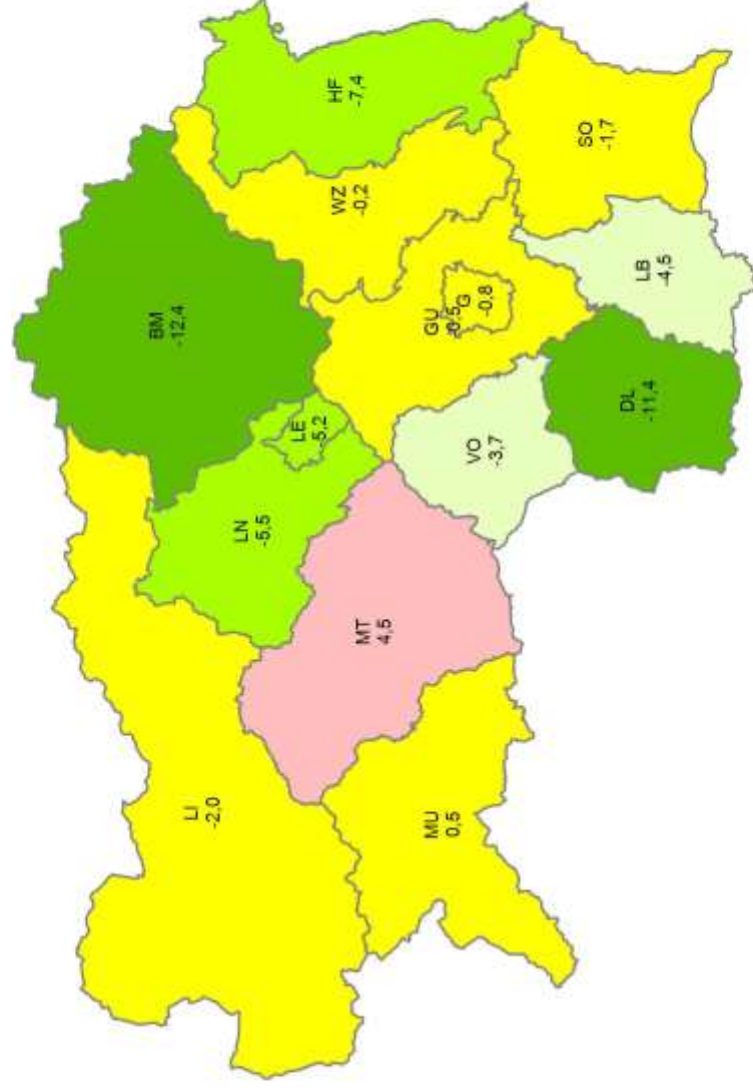 BM
-12,4
LI
-2,0
LN
-5,5
LE
-5,2
HF
-7,4
WZ
-0,2
MT
4,5
MU
0,5
GU
-0,5
G
-0,8
VO
-3,7
SO
-1,7
DL
-11,4
LB
-4,5